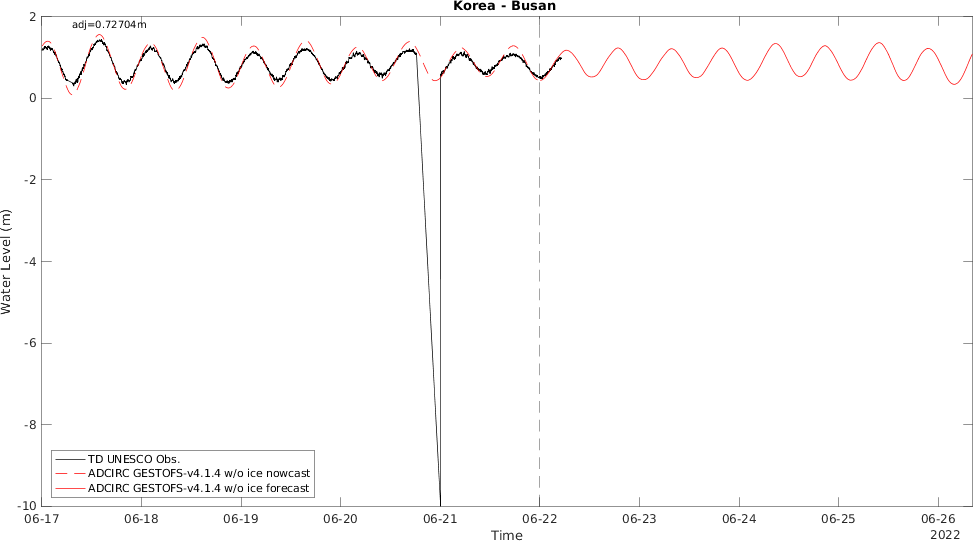 Korea - Busan
adj=0.72704m
2
0
-2
-4
-6
-8
-10
Water Level (m)
TD UNESCO Obs.
ADCIRC GESTOFS-v4.1.4 w/o ice nowcast
ADCIRC GESTOFS-v4.1.4 w/o ice forecast
06-17 06-18 06-19 06-20 06-21 06-22 06-23 06-24 06-25 06-26
Time
2022